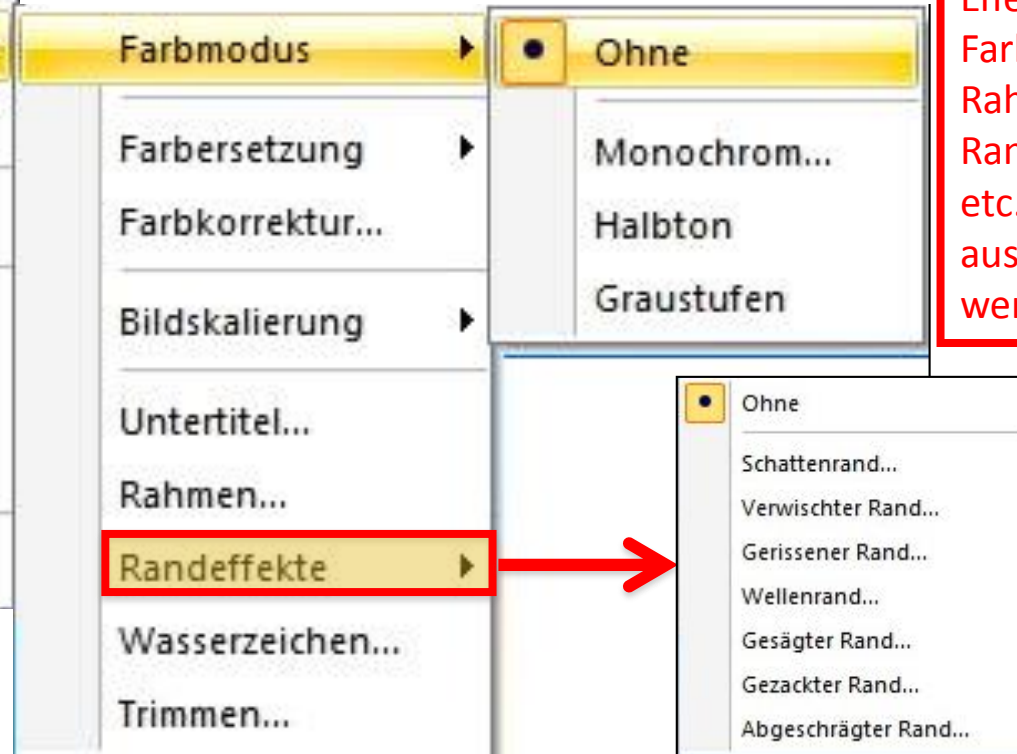 Farbmodus
Farbersetzung
Farbkorrektur...
Bildskalierung
Untertitel...
Rahmen...
Randeffekte
Wasserzeichen...
Trimmen...
Ohne
Monochrom...
Halbton
Graustufen
Ohne
Schattenrand...
Verwischter Rand...
Gerissener Rand...
Wellenrand...
Gesägter Rand...
Gezackter Rand...
Abgeschrägter Rand...
etc.
aus